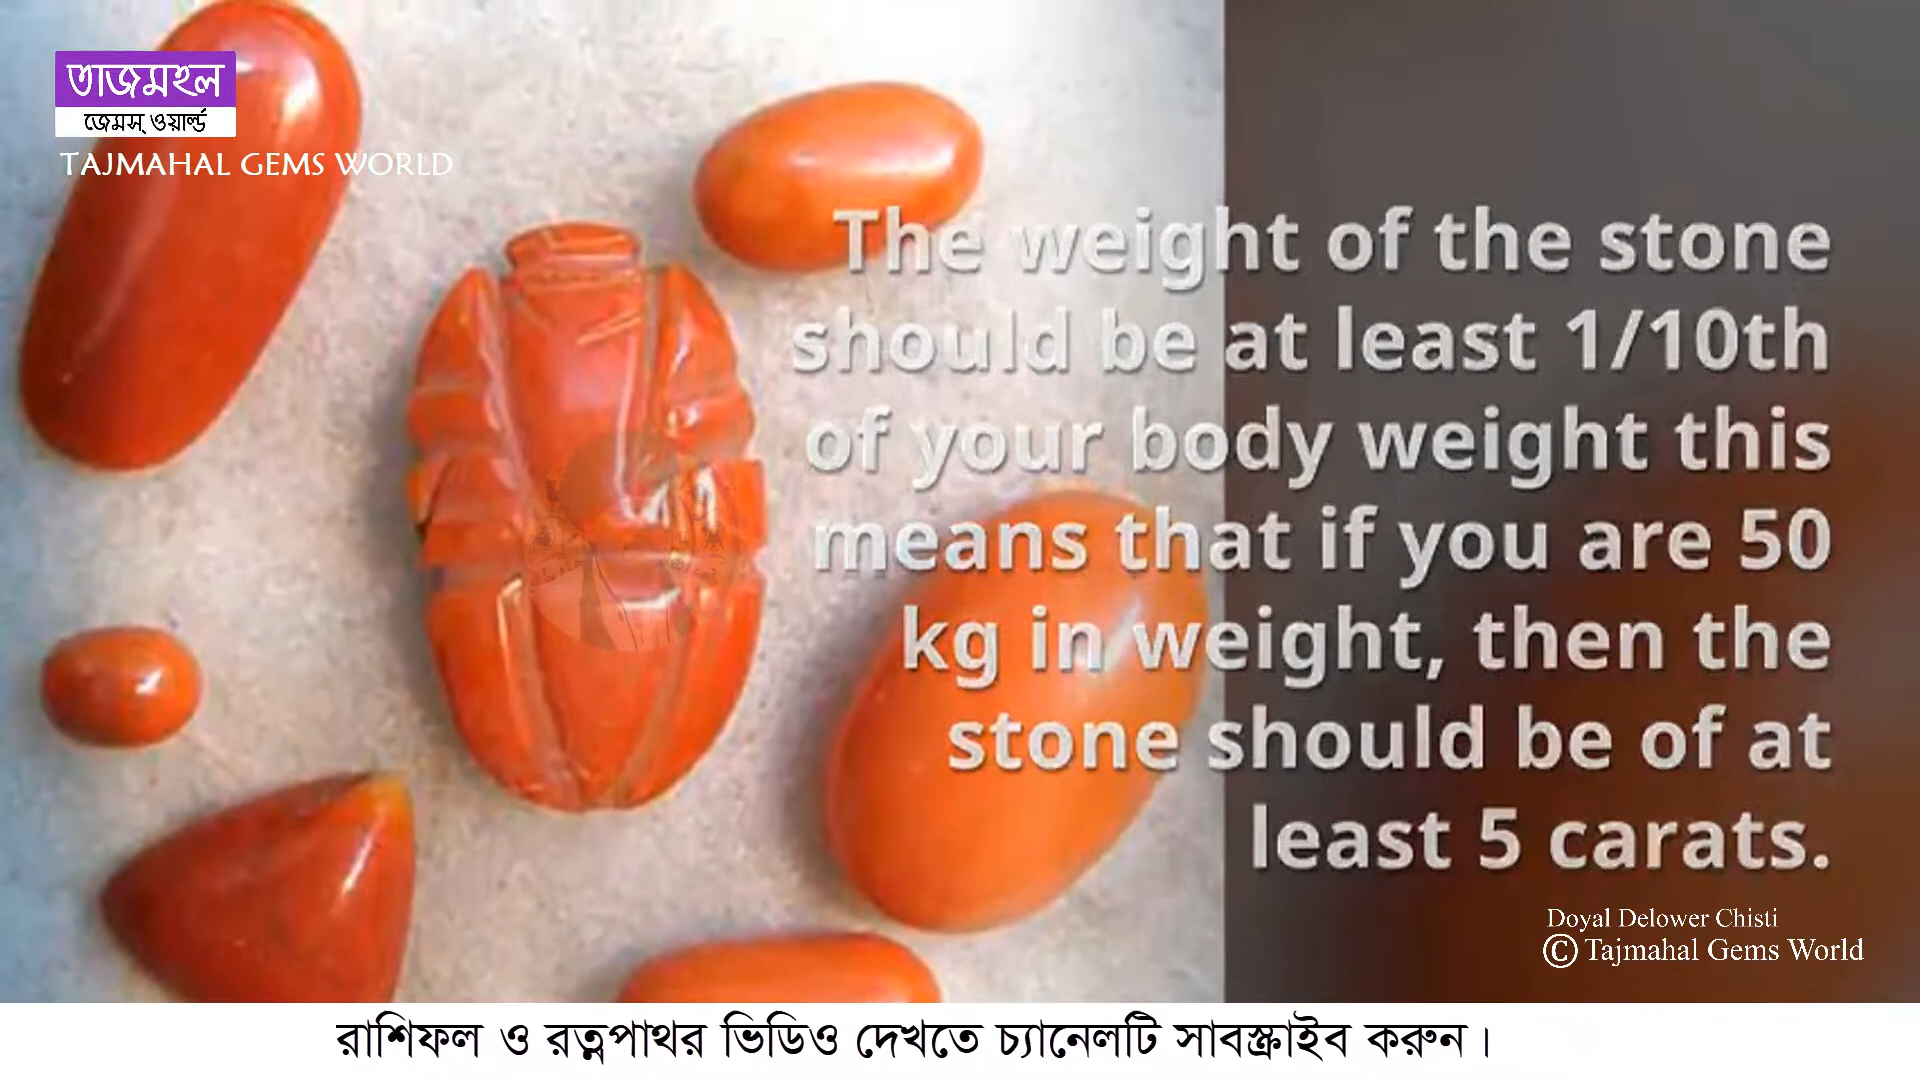 তাজমহল
জেমস্ ওয়ার্ল্ড
TAJMAHAL GEMS WORLD
The weight of the stone
should be at least 1/10th
of your body weight this
means that if you are 50
kg in weight, then the
stone should be of at
least 5 carats.
Doyal Delower Chisti
© Tajmahal Gems World
রাশিফল ও রত্নপাথর ভিডিও দেখতে চ্যানেলটি সাবস্ক্রাইব করুন।